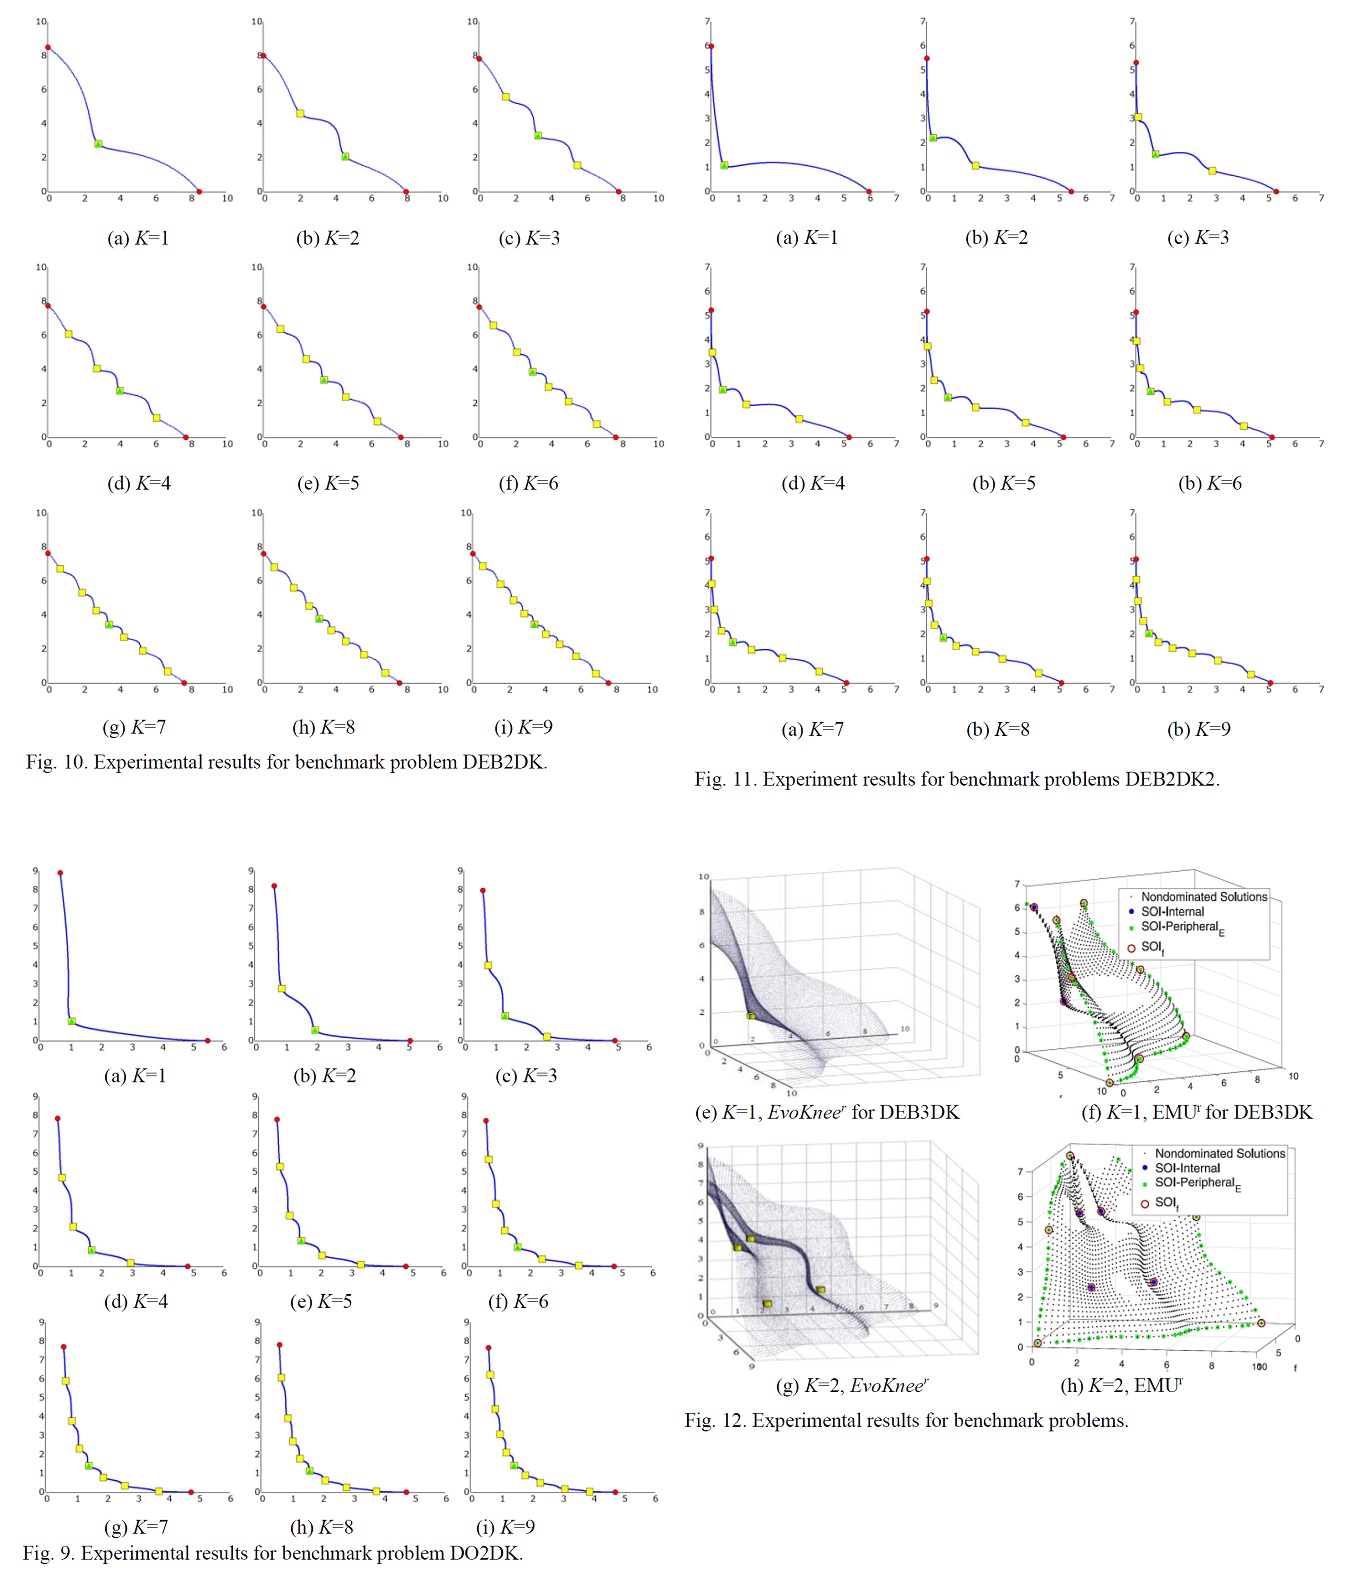 (a) K=1
(b) K=2
(c) K=3
(d) K=4
(e) K=5
(f) K=6
(g) K=7
(h) K=8
(i) K=9
Fig. 10. Experimental results for benchmark problem DEB2DK.
(a) K=1
(b) K=2
(c) K=3
(d) K=4
(b) K=5
(b) K=6
(a) K=7
(b) K=8
(b) K=9
Fig. 11. Experiment results for benchmark problems DEB2DK2.
(a) K=1
(b) K=2
(c) K=3
(d) K=4
(e) K=5
(f) K=6
(g) K=7
(h) K=8
(i) K=9
Fig. 9. Experimental results for benchmark problem DO2DK.
Nondominated Solutions
SOI-Internal
SOI-Peripheral_E
SOI_f
(e) K=1, EvoKnee^r for DEB3DK
(f) K=1, EMU^r for DEB3DK
Nondominated Solutions
SOI-Internal
SOI-Peripheral_E
SOI_f
(g) K=2, EvoKnee^r
(h) K=2, EMU^r
Fig. 12. Experimental results for benchmark problems.